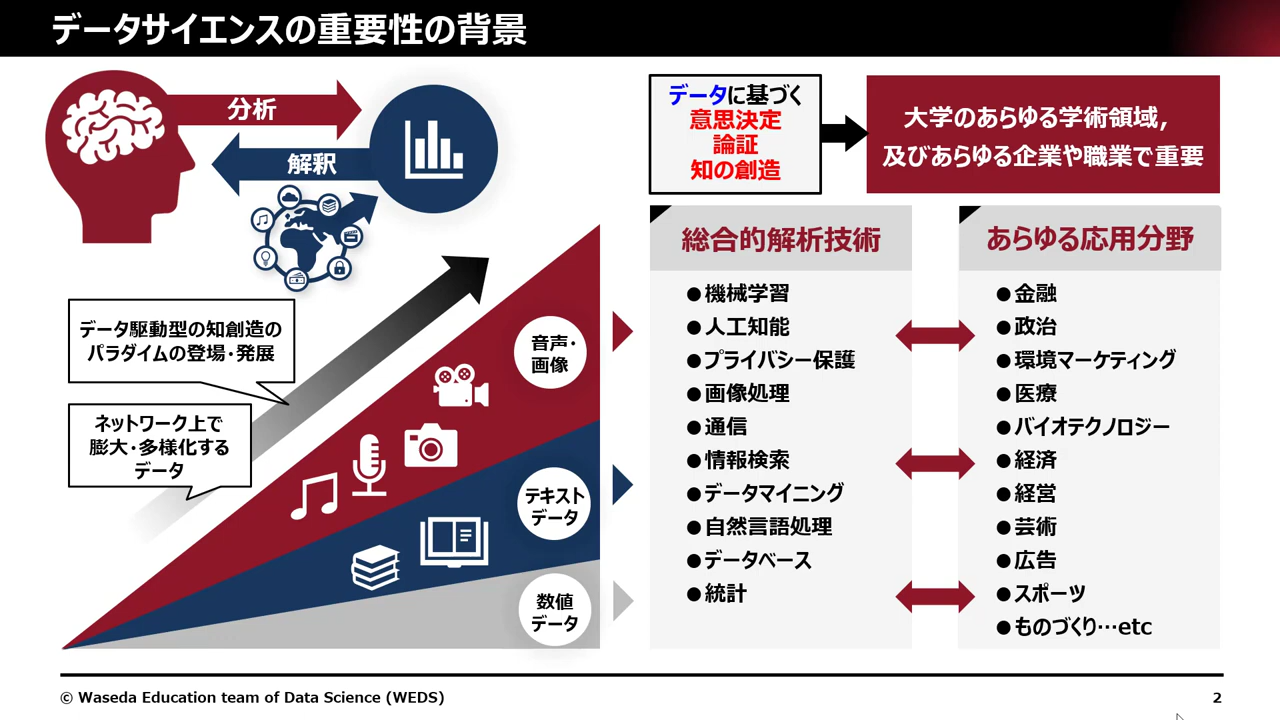 データサイエンスの重要性の背景
分析
解釈
データに基づく
意思決定
論証
知の創造
大学のあらゆる学術領域,
及びあらゆる企業や職業で重要
データ駆動型の知創造の
パラダイムの登場・発展
ネットワーク上で
膨大・多様化する
データ
音声・
画像
テキスト
データ
数値
データ
総合的解析技術
●機械学習
●人工知能
●プライバシー保護
●画像処理
●通信
●情報検索
●データマイニング
●自然言語処理
●データベース
●統計
あらゆる応用分野
●金融
●政治
●環境マーケティング
●医療
●バイオテクノロジー
●経済
●経営
●芸術
●広告
●スポーツ
●ものづくり…etc
© Waseda Education team of Data Science (WEDS)
2